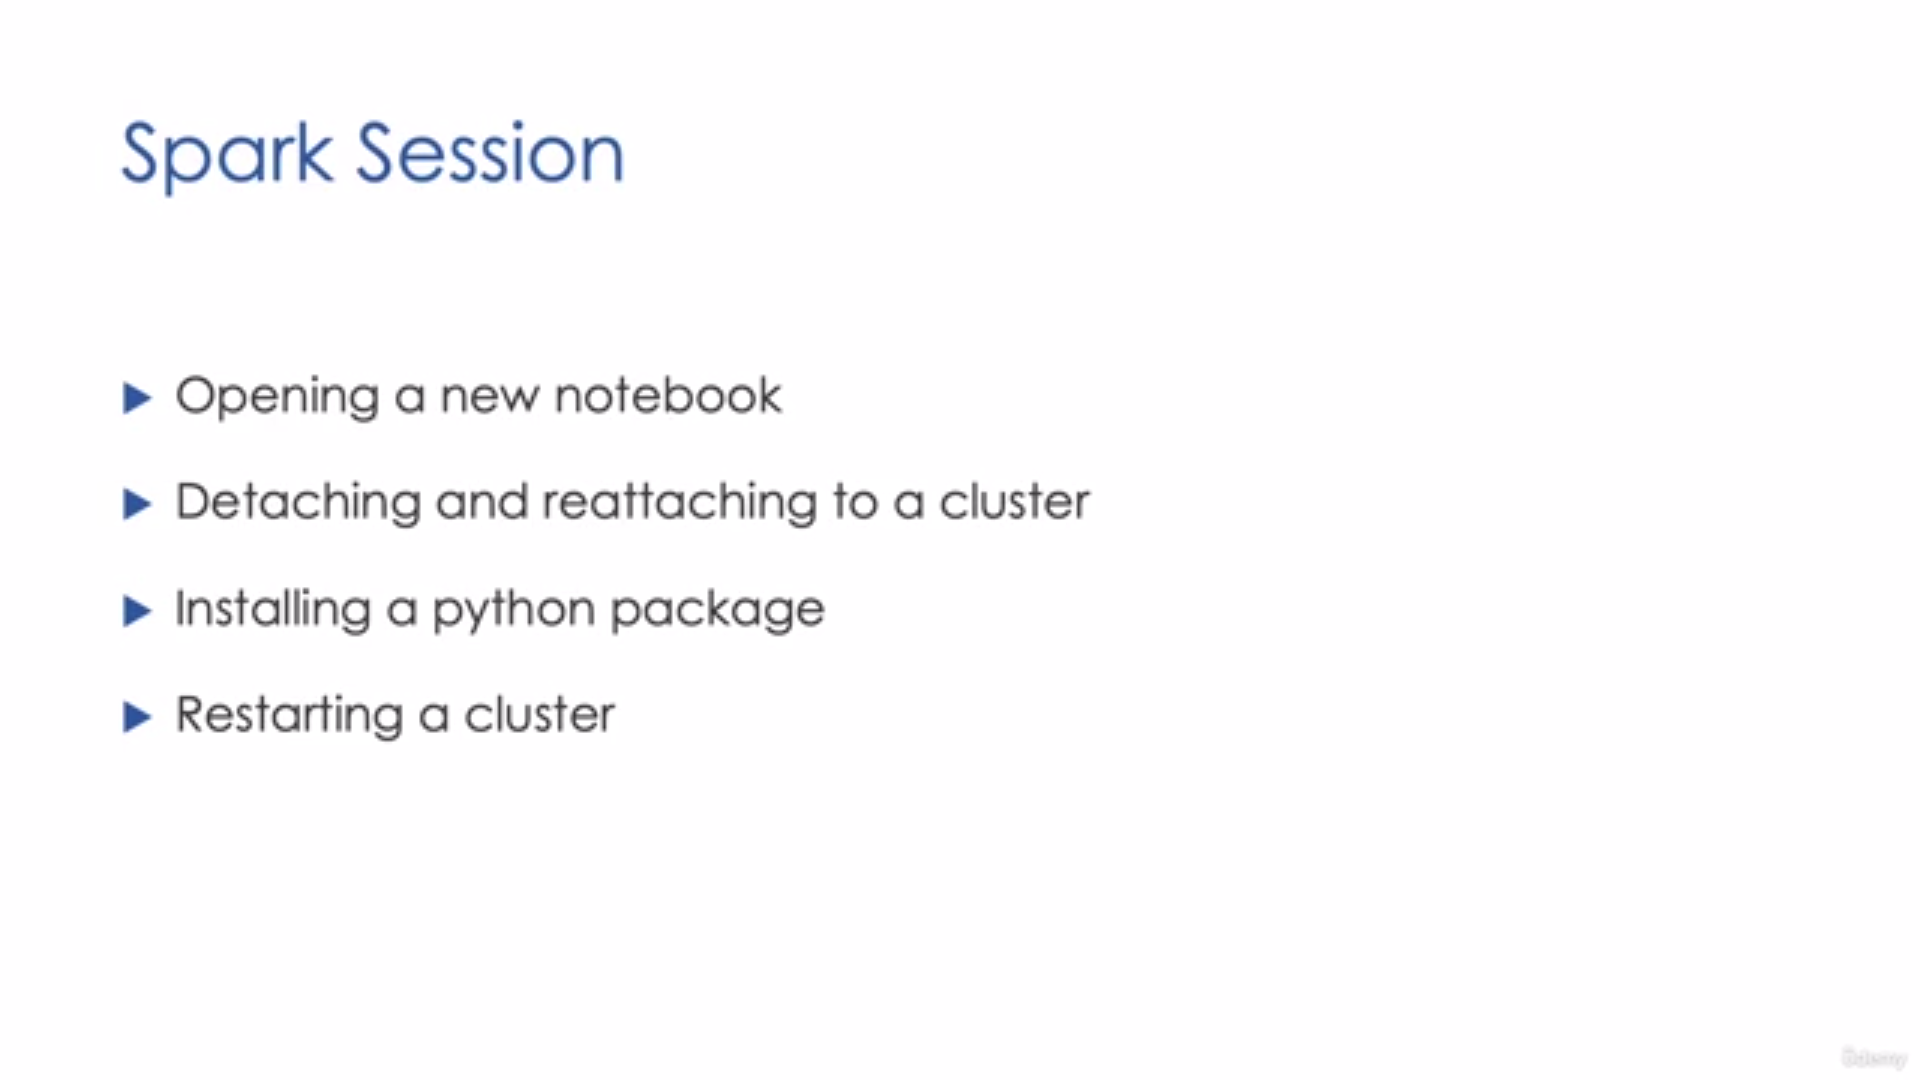 Spark Session
Opening a new notebook
Detaching and reattaching to a cluster
Installing a python package
Restarting a cluster
Udemy